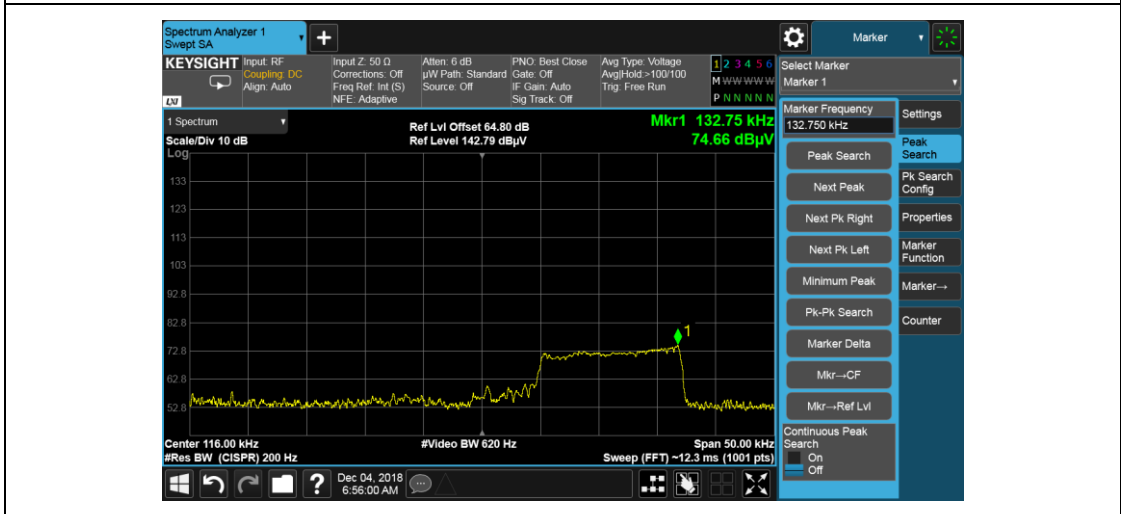 Spectrum Analyzer 1
Swept SA
+
Marker
KEYSIGHT
Input: RF
Coupling: DC
Align: Auto
Input Z: 50 Ω
Corrections: Off
Freq Ref: Int (S)
NFE: Adaptive
Atten: 6 dB
µW Path: Standard
Source: Off
PNO: Best Close
Gate: Off
IF Gain: Auto
Sig Track: Off
Avg Type: Voltage
Avg|Hold:>100/100
Trig: Free Run
1 2 3 4 5 6
M W W W W W
P N N N N N
LXI
Select Marker
Marker 1
Marker Frequency
132.750 kHz
Settings
1 Spectrum
Scale/Div 10 dB
Ref Lvl Offset 64.80 dB
Ref Level 142.79 dBµV
Mkr1 132.75 kHz
74.66 dBµV
Log
133
123
113
103
92.8
82.8
72.8
62.8
52.8
1
Center 116.00 kHz
#Res BW (CISPR) 200 Hz
#Video BW 620 Hz
Span 50.00 kHz
Sweep (FFT) ~12.3 ms (1001 pts)
Peak Search
Next Peak
Next Pk Right
Next Pk Left
Minimum Peak
Pk-Pk Search
Marker Delta
Mkr→CF
Mkr→Ref Lvl
Continuous Peak
Search
On
Off
Peak
Search
Pk Search
Config
Properties
Marker
Function
Marker→
Counter
?
Dec 04, 2018
6:56:00 AM